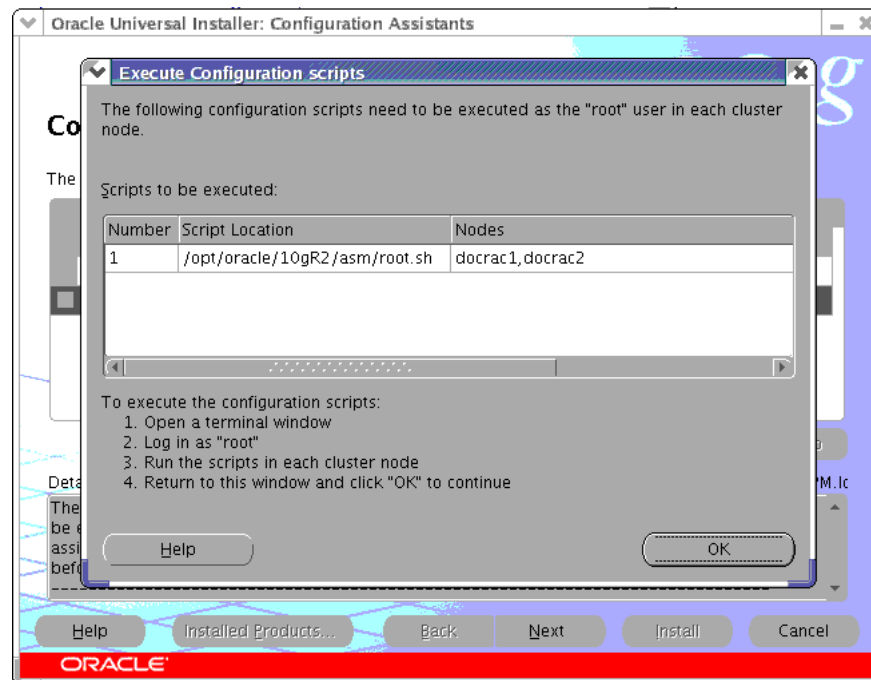 Oracle Universal Installer: Configuration Assistants
Execute Configuration scripts
g
The following configuration scripts need to be executed as the "root" user in each cluster
node.
Co
The
Scripts to be executed:
Number Script Location Nodes
1 /opt/oracle/10gR2/asm/root.sh docrac1,docrac2
To execute the configuration scripts:
1. Open a terminal window
2. Log in as "root"
3. Run the scripts in each cluster node
4. Return to this window and click "OK" to continue
Deta
The
be e
assi
befo
Help OK
Help Installed Products... Back Next Install Cancel
ORACLE